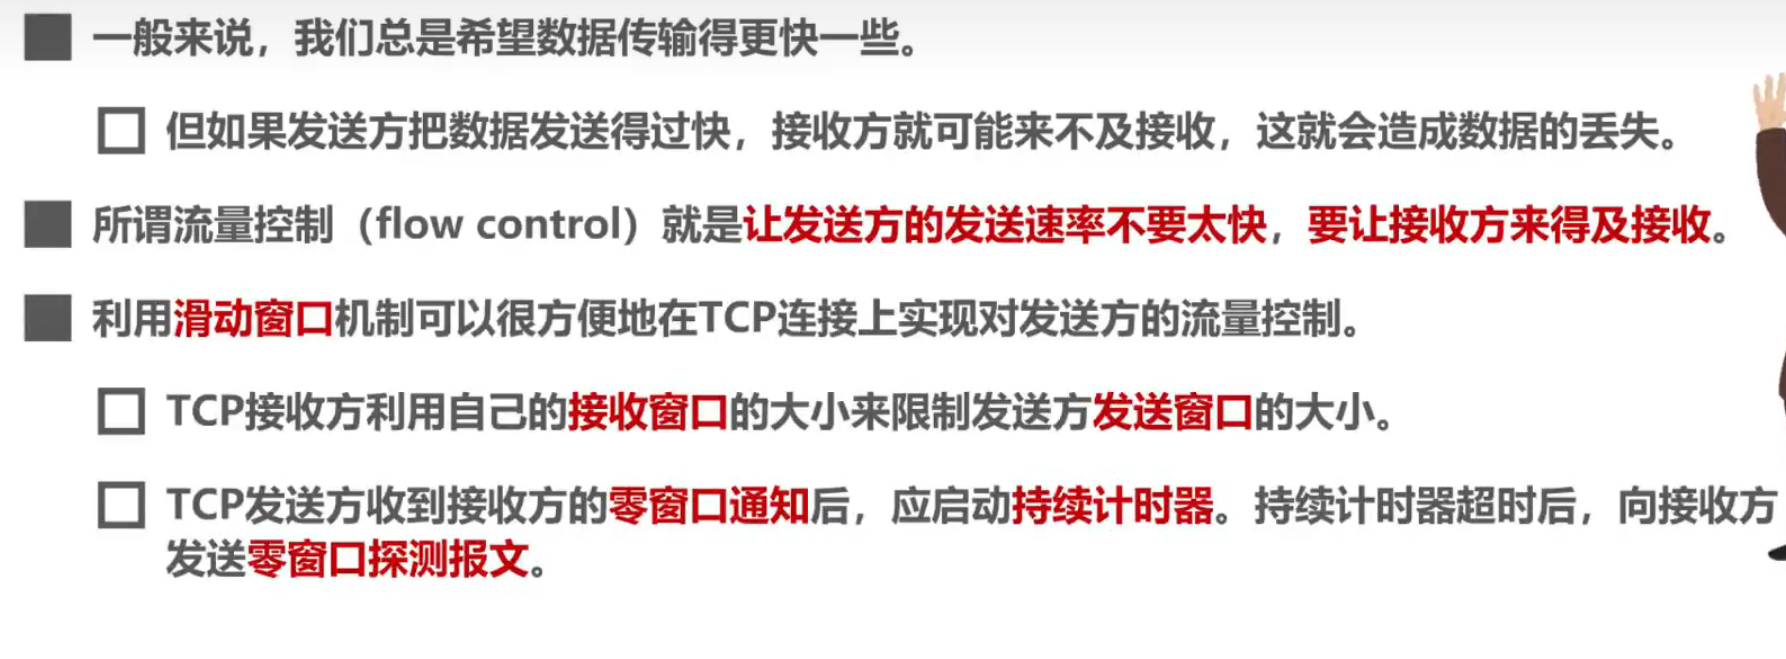 一般来说，我们总是希望数据传输得更快一些。
但如果发送方把数据发送得过快，接收方就可能来不及接收，这就会造成数据的丢失。
所谓流量控制（flow control）就是让发送方的发送速率不要太快，要让接收方来得及接收。
利用滑动窗口机制可以很方便地在TCP连接上实现对发送方的流量控制。
TCP接收方利用自己的接收窗口的大小来限制发送方发送窗口的大小。
TCP发送方收到接收方的零窗口通知后，应启动持续计时器。持续计时器超时后，向接收方
发送零窗口探测报文。